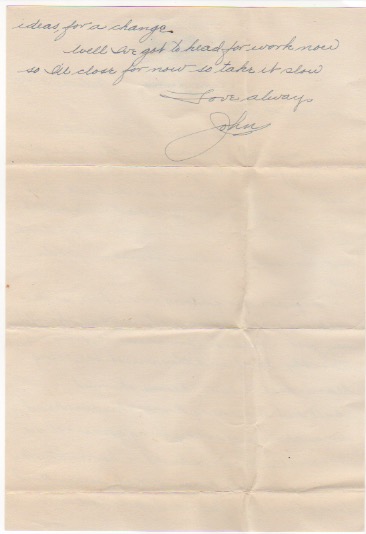 ideas for a change.
Well I've got to head for work now
so I'll close for now so take it slow
Love always
John